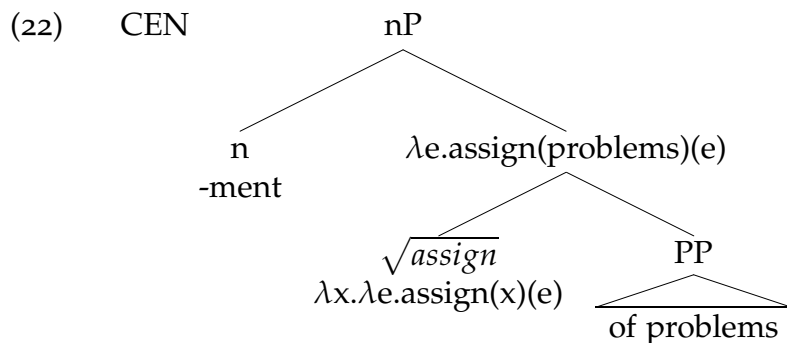 (22) CEN nP
n λe.assign(problems)(e)
-ment
√assign PP
λx.λe.assign(x)(e)
of problems